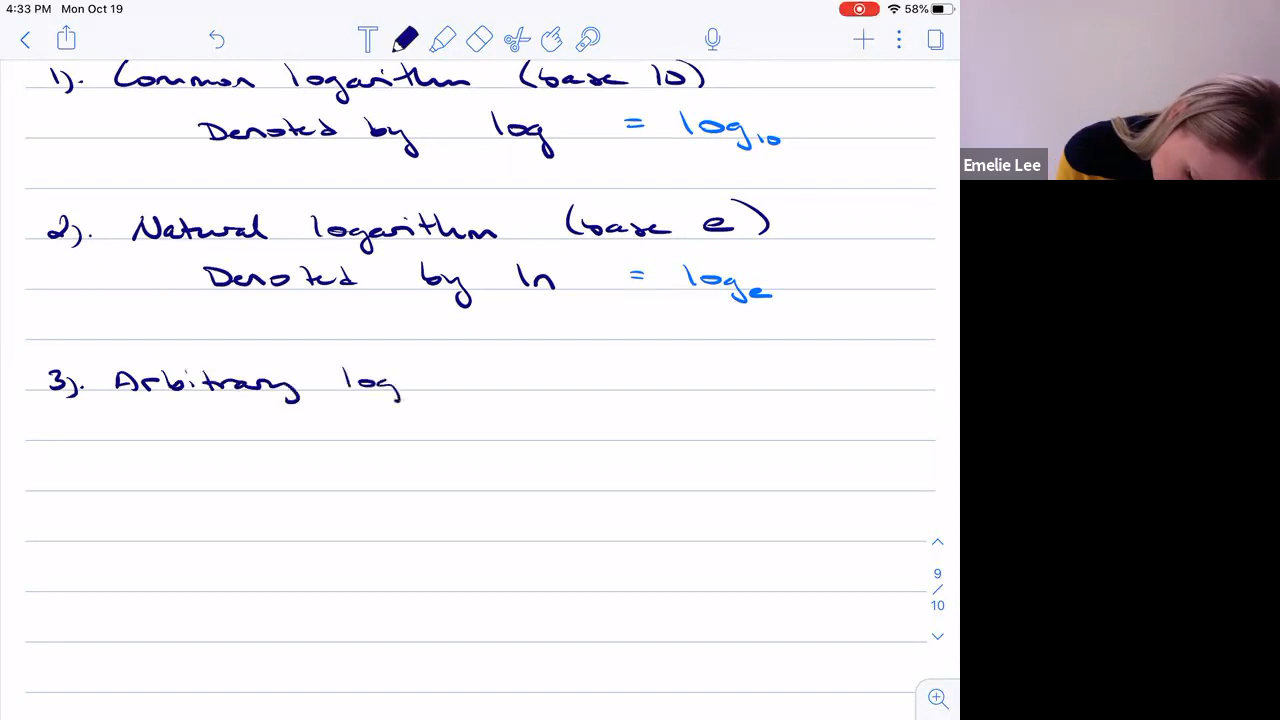 4:33 PM Mon Oct 19
58%
T
1). Common logarithm (base 10)
Denoted by log = log₁₀
Emelie Lee
2). Natural logarithm (base e)
Denoted by ln = logₑ
3). Arbitrary log
9
/
10